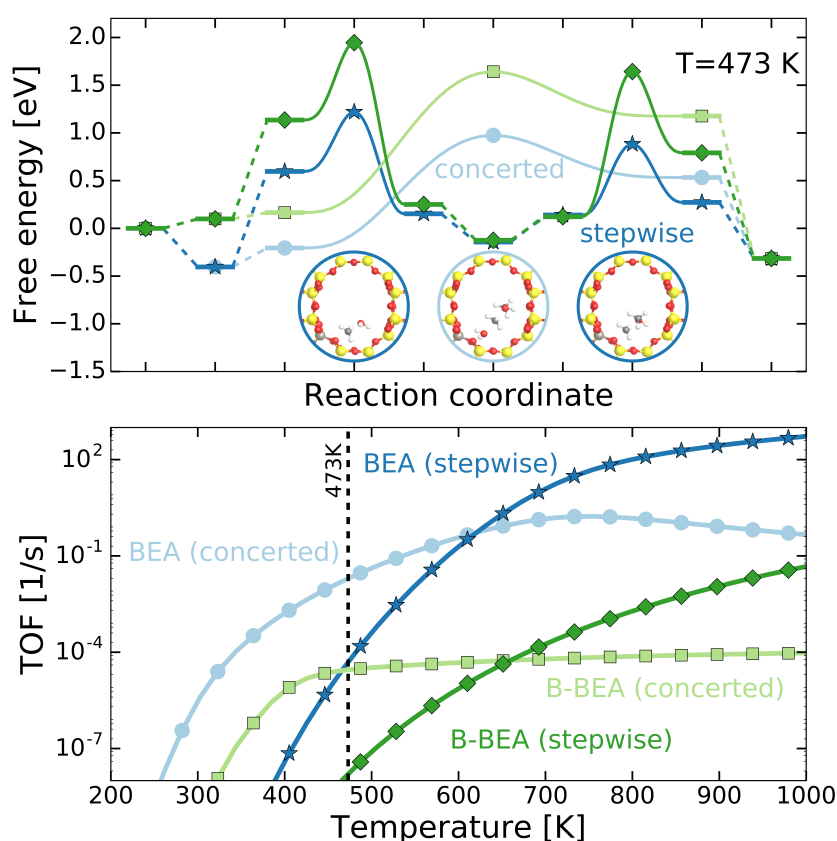 2.0
1.5
1.0
0.5
0.0
−0.5
−1.0
−1.5
Free energy [eV]
T=473 K
concerted
stepwise
Reaction coordinate
10²
10⁻¹
10⁻⁴
10⁻⁷
TOF [1/s]
473K
BEA (stepwise)
BEA (concerted)
B-BEA (concerted)
B-BEA (stepwise)
200 300 400 500 600 700 800 900 1000
Temperature [K]